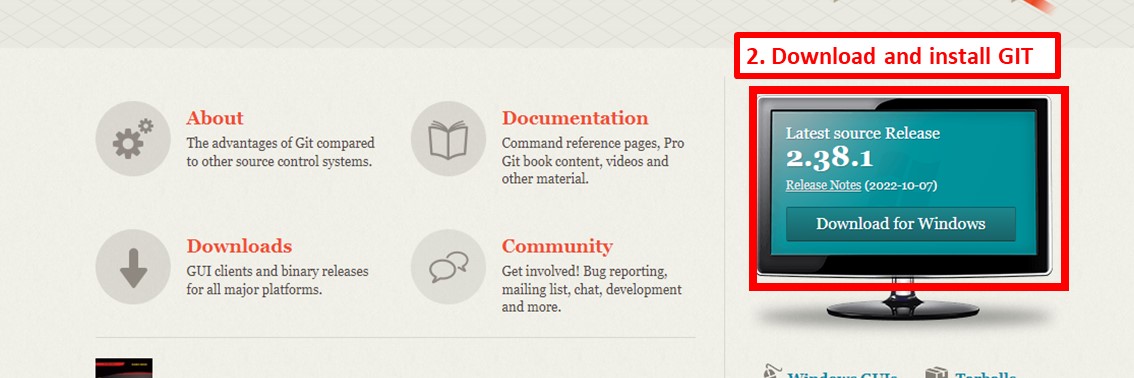 2. Download and install GIT
About
The advantages of Git compared
to other source control systems.
Documentation
Command reference pages, Pro
Git book content, videos and
other material.
Downloads
GUI clients and binary releases
for all major platforms.
Community
Get involved! Bug reporting,
mailing list, chat, development
and more.
Latest source Release
2.38.1
Release Notes (2022-10-07)
Download for Windows
Windows GUIs
Tarballs